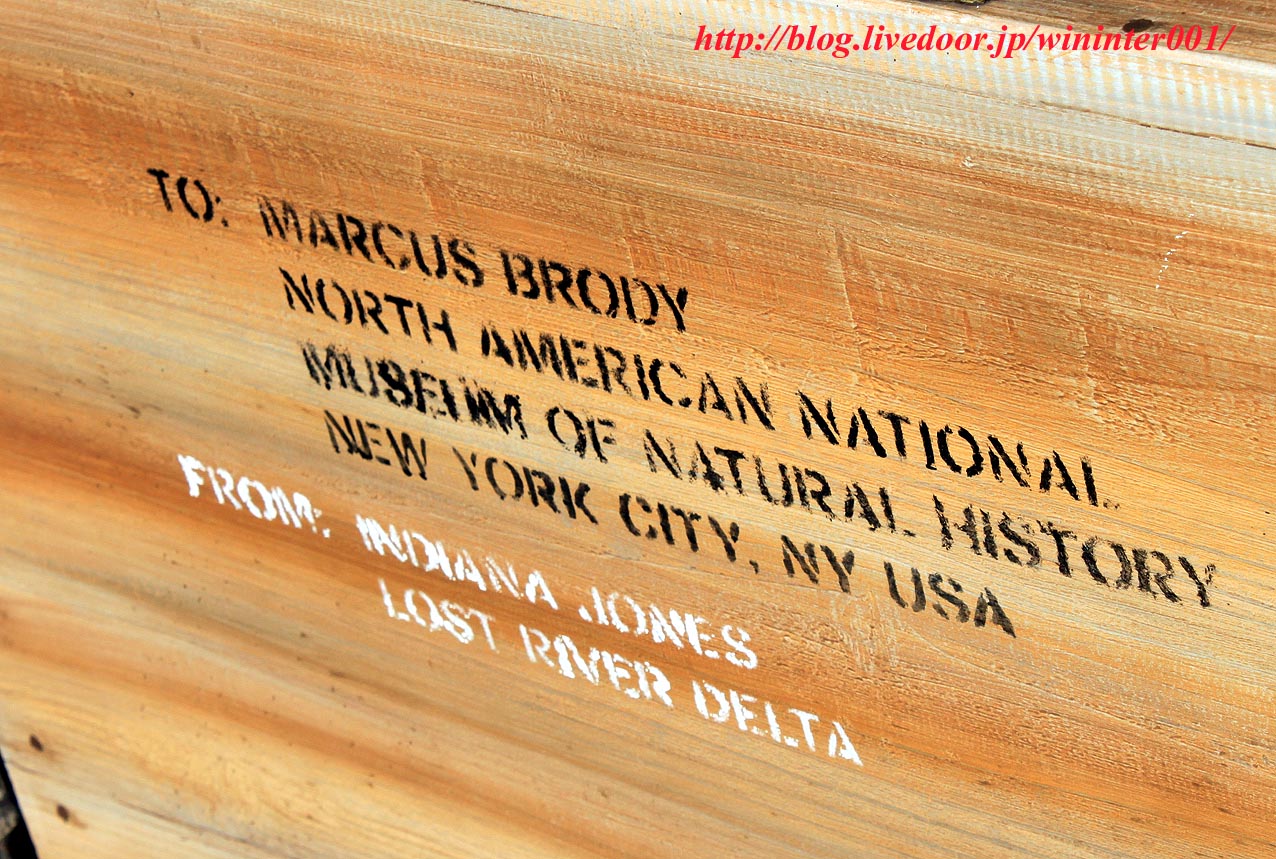 http://blog.livedoor.jp/wininter001/
TO: MARCUS BRODY
NORTH AMERICAN NATIONAL
MUSEUM OF NATURAL HISTORY
NEW YORK CITY, NY USA
FROM: INDIANA JONES
LOST RIVER DELTA